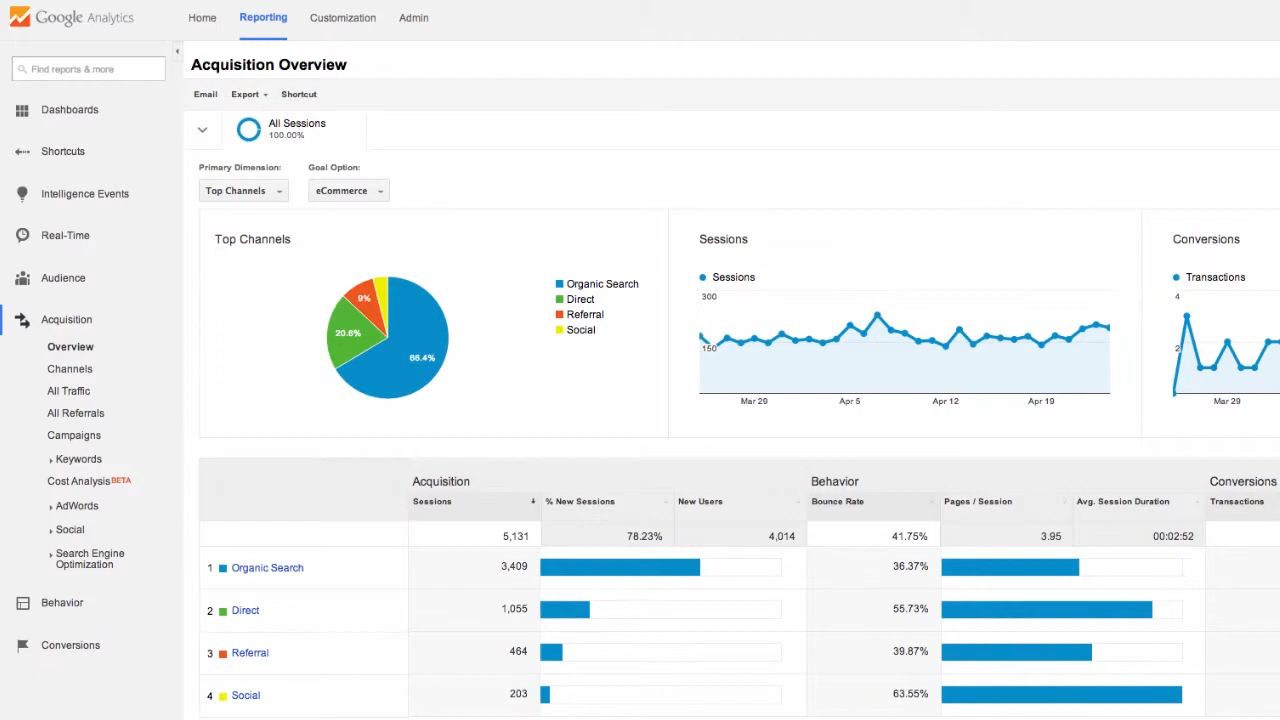 Google Analytics
Home Reporting Customization Admin
Find reports & more
Dashboards
Shortcuts
Intelligence Events
Real-Time
Audience
Acquisition
Overview
Channels
All Traffic
All Referrals
Campaigns
Keywords
Cost Analysis BETA
AdWords
Social
Search Engine
Optimization
Behavior
Conversions
Acquisition Overview
Email Export Shortcut
All Sessions
100.00%
Primary Dimension: Goal Option:
Top Channels eCommerce
Top Channels
9%
20.6%
66.4%
Organic Search
Direct
Referral
Social
Sessions
Sessions
300
150
Mar 29 Apr 5 Apr 12 Apr 19
Conversions
Transactions
4
2
Mar 29
Acquisition Behavior Conversions
Sessions % New Sessions New Users Bounce Rate Pages / Session Avg. Session Duration Transactions
5,131 78.23% 4,014 41.75% 3.95 00:02:52
1 Organic Search 3,409 36.37%
2 Direct 1,055 55.73%
3 Referral 464 39.87%
4 Social 203 63.55%